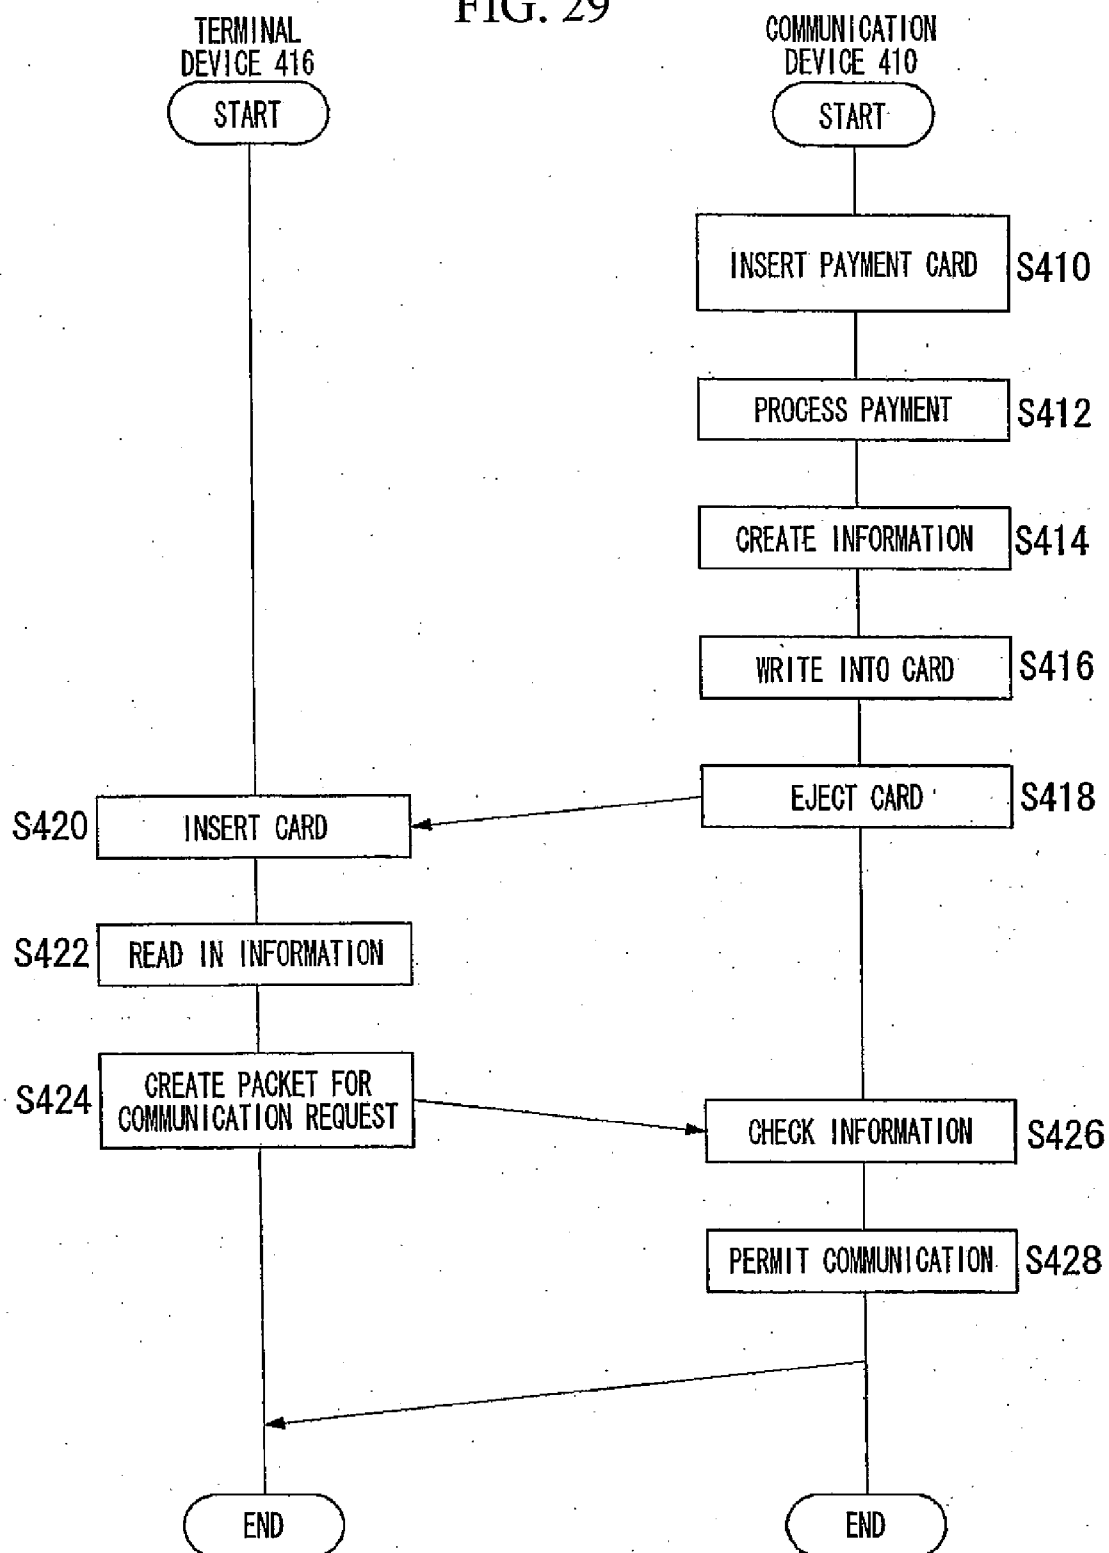 FIG. 29
TERMINAL
DEVICE 416
COMMUNICATION
DEVICE 410
START
START
INSERT PAYMENT CARD
S410
PROCESS PAYMENT
S412
CREATE INFORMATION
S414
WRITE INTO CARD
S416
EJECT CARD
S418
S420
INSERT CARD
S422
READ IN INFORMATION
S424
CREATE PACKET FOR
COMMUNICATION REQUEST
CHECK INFORMATION
S426
PERMIT COMMUNICATION
S428
END
END